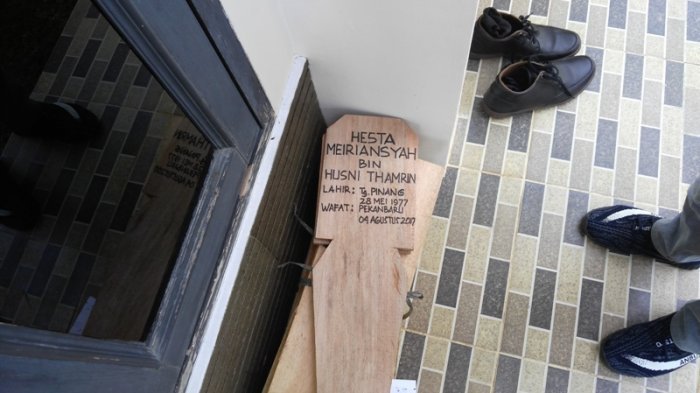 HESTA
MEIRIANSYAH
BIN
HUSNI THAMRIN
LAHIR : Tg. PINANG
28 MEI 1977
WAFAT : PEKANBARU
04 AGUSTUS 2017